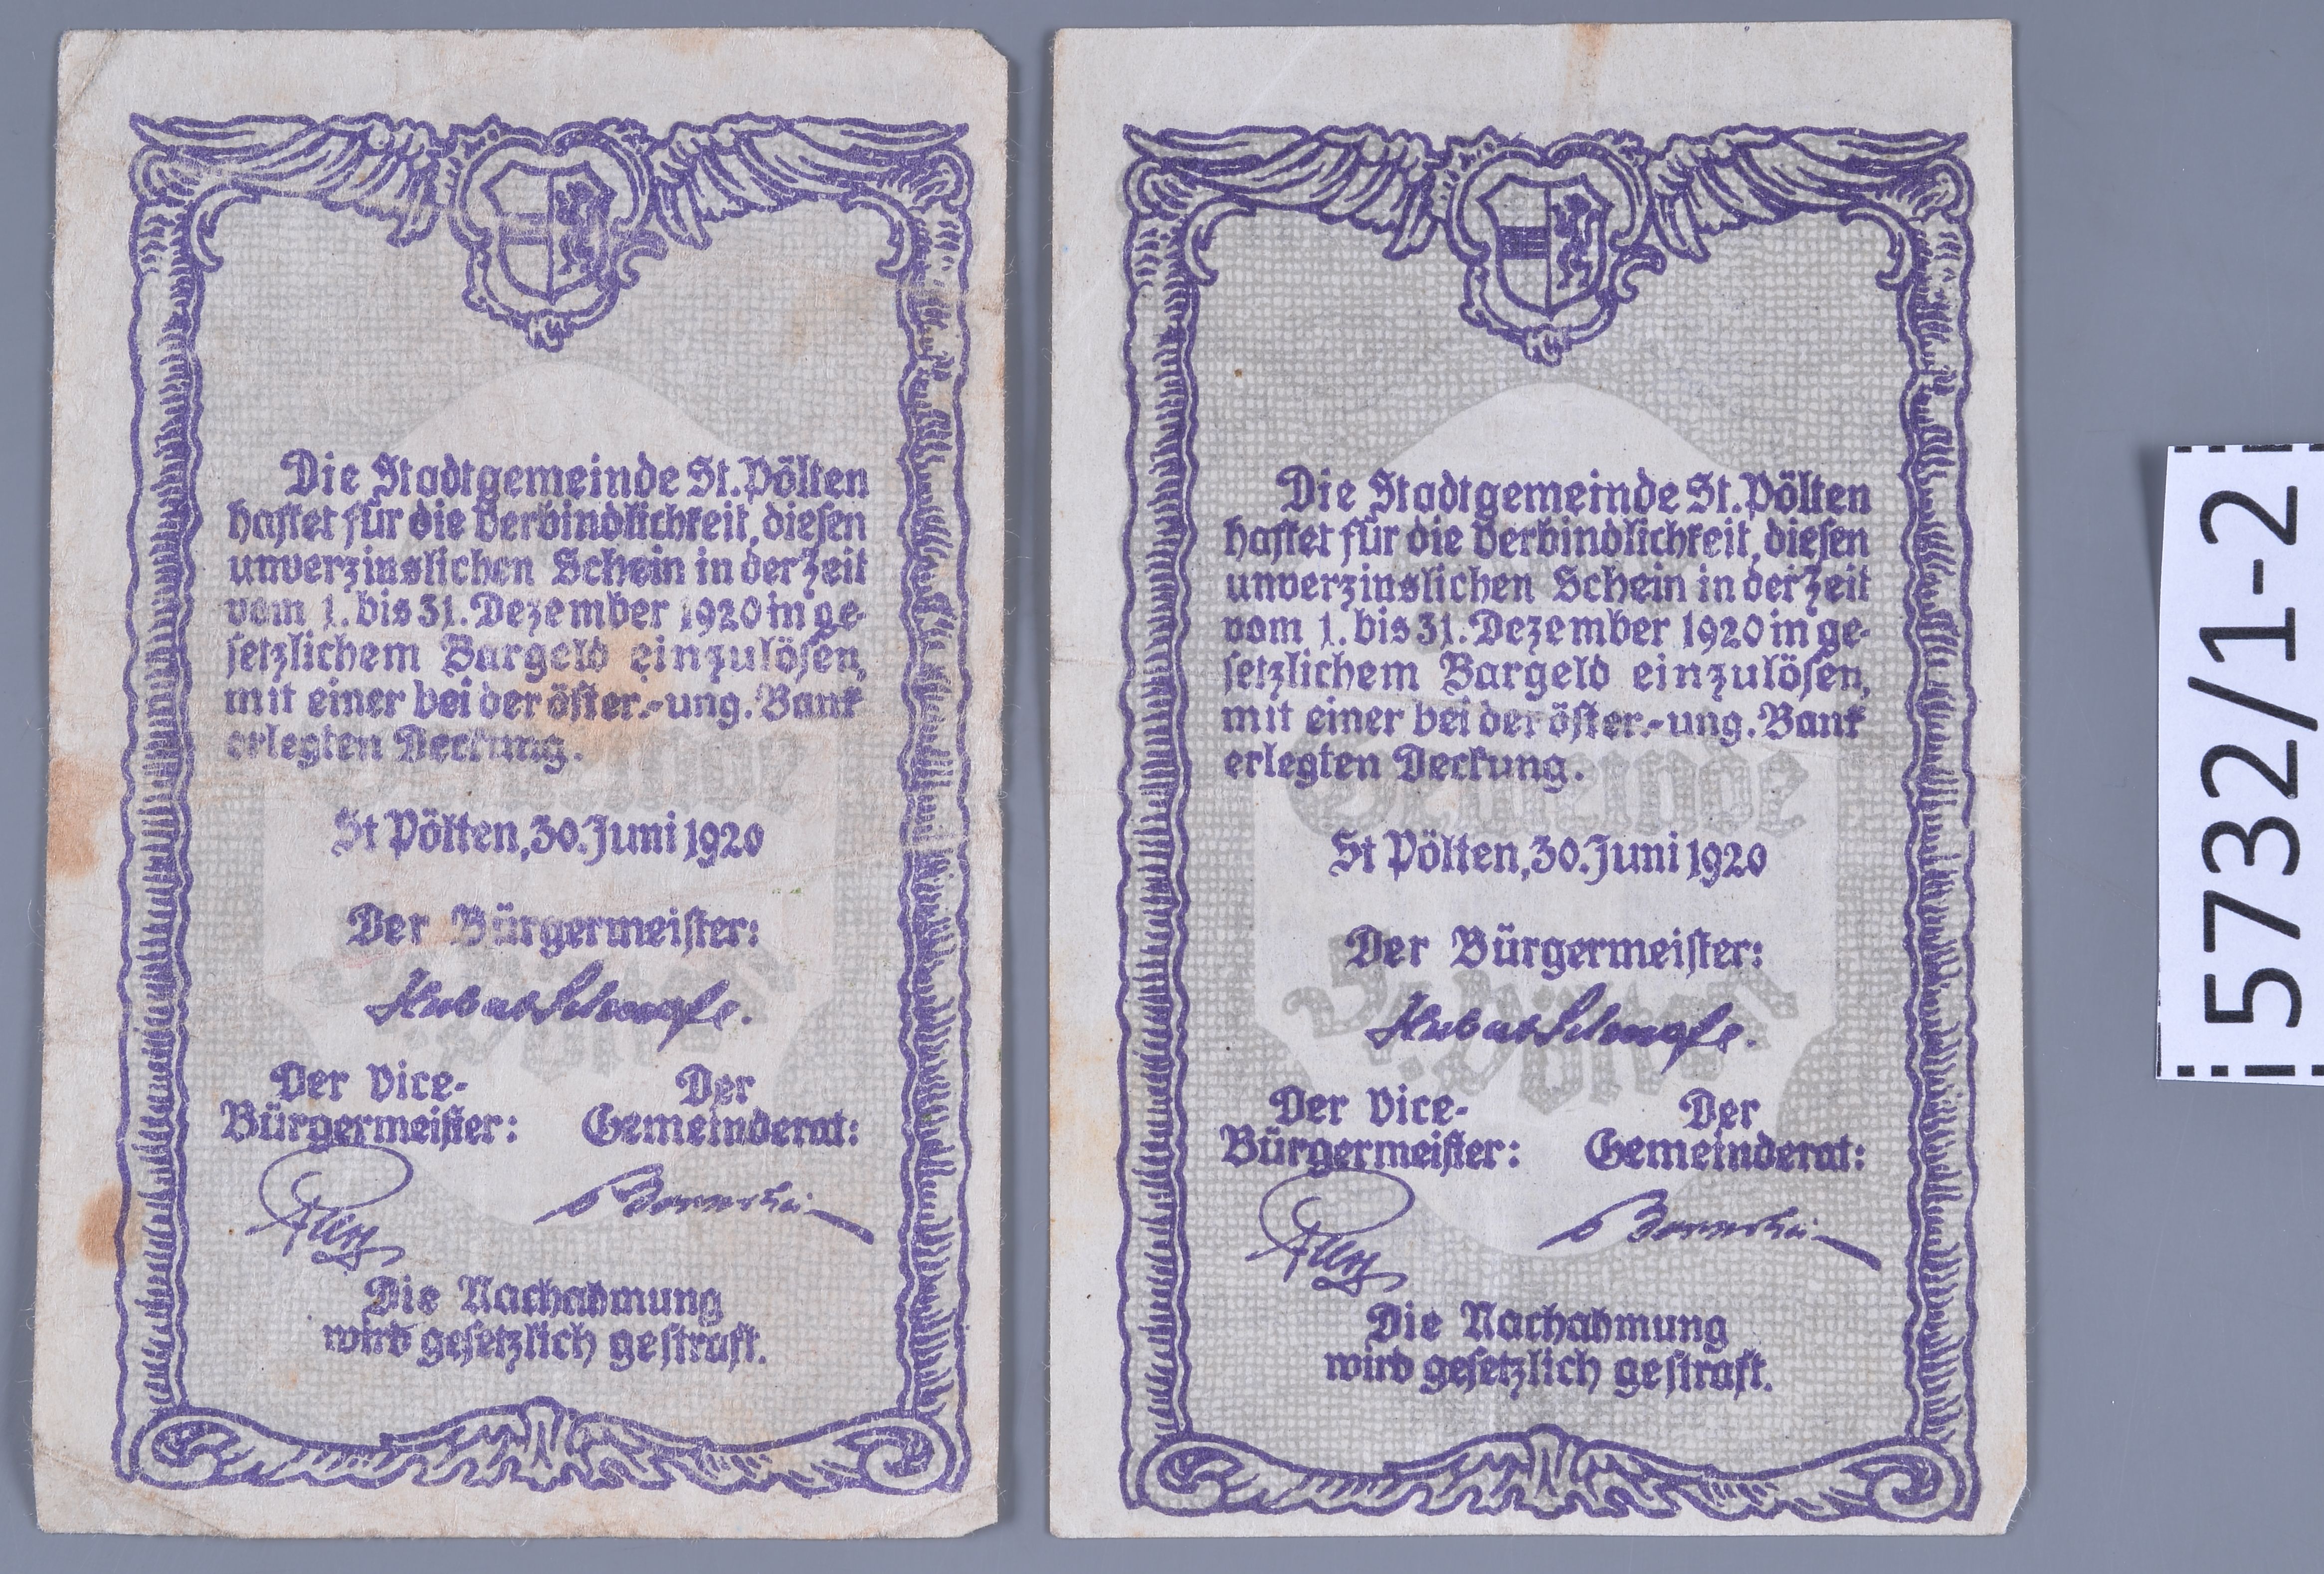 Die Stadtgemeinde St. Pölten
haftet für die Verbindlichkeit, diesen
unverzinslichen Schein in der Zeit
vom 1. bis 31. Dezember 1920 in ge-
setzlichem Bargeld einzulösen,
mit einer bei der öster.-ung. Bank
erlegten Deckung.
St Pölten, 30. Juni 1920
Der Bürgermeister:
Der Vice-
Bürgermeister:
Der
Gemeinderat:
Die Nachahmung
wird gesetzlich gestraft.
Die Stadtgemeinde St. Pölten
haftet für die Verbindlichkeit, diesen
unverzinslichen Schein in der Zeit
vom 1. bis 31. Dezember 1920 in ge-
setzlichem Bargeld einzulösen,
mit einer bei der öster.-ung. Bank
erlegten Deckung.
Gemeinde
St Pölten, 30. Juni 1920
Der Bürgermeister:
St. Pölten
Der Vice-
Bürgermeister:
Der
Gemeinderat:
Die Nachahmung
wird gesetzlich gestraft.
5732/1-2